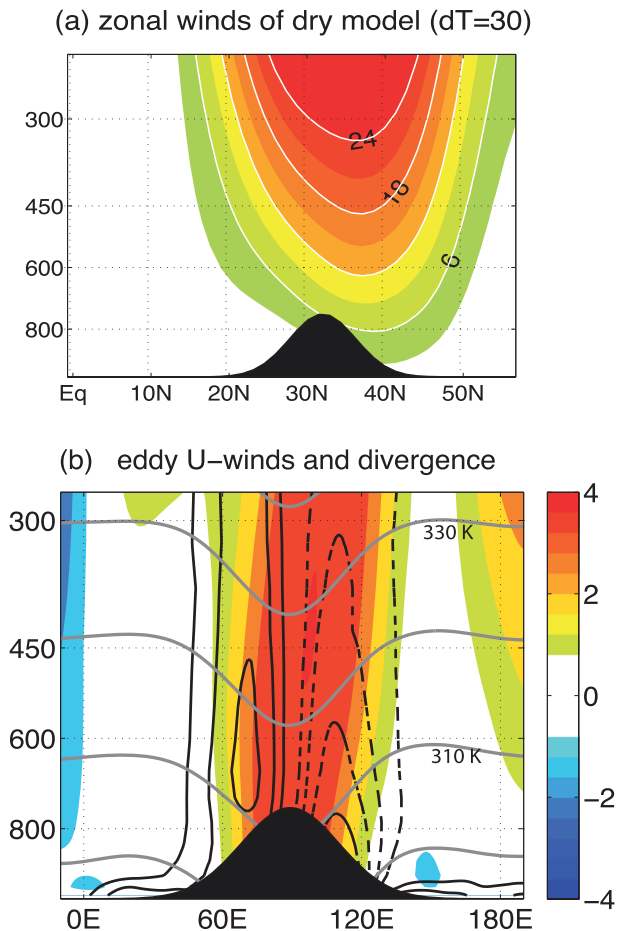 (a) zonal winds of dry model (dT=30)
300
24
450
18
600
6
800
Eq 10N 20N 30N 40N 50N
(b) eddy U−winds and divergence
300
330 K
450
600
310 K
800
0E 60E 120E 180E
4
2
0
−2
−4